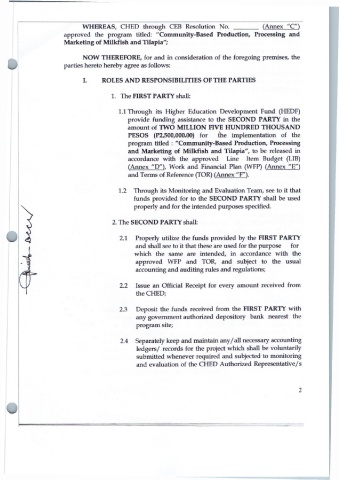 WHEREAS, CHED through CEB Resolution No. ________ (Annex "C")
approved the program titled: "Community-Based Production, Processing and
Marketing of Milkfish and Tilapia";
NOW THEREFORE, for and in consideration of the foregoing premises, the
parties hereto hereby agree as follows:
I. ROLES AND RESPONSIBILITIES OF THE PARTIES
1. The FIRST PARTY shall:
1.1 Through its Higher Education Development Fund (HEDF)
provide funding assistance to the SECOND PARTY in the
amount of TWO MILLION FIVE HUNDRED THOUSAND
PESOS (P2,500,000.00) for the implementation of the
program titled : "Community-Based Production, Processing
and Marketing of Milkfish and Tilapia", to be released in
accordance with the approved Line Item Budget (LIB)
(Annex "D"), Work and Financial Plan (WFP) (Annex "E")
and Terms of Reference (TOR) (Annex "F").
1.2 Through its Monitoring and Evaluation Team, see to it that
funds provided for to the SECOND PARTY shall be used
properly and for the intended purposes specified.
2. The SECOND PARTY shall:
2.1 Properly utilize the funds provided by the FIRST PARTY
and shall see to it that these are used for the purpose for
which the same are intended, in accordance with the
approved WFP and TOR, and subject to the usual
accounting and auditing rules and regulations;
2.2 Issue an Official Receipt for every amount received from
the CHED;
2.3 Deposit the funds received from the FIRST PARTY with
any government authorized depository bank nearest the
program site;
2.4 Separately keep and maintain any/all necessary accounting
ledgers/ records for the project which shall be voluntarily
submitted whenever required and subjected to monitoring
and evaluation of the CHED Authorized Representative/s
2